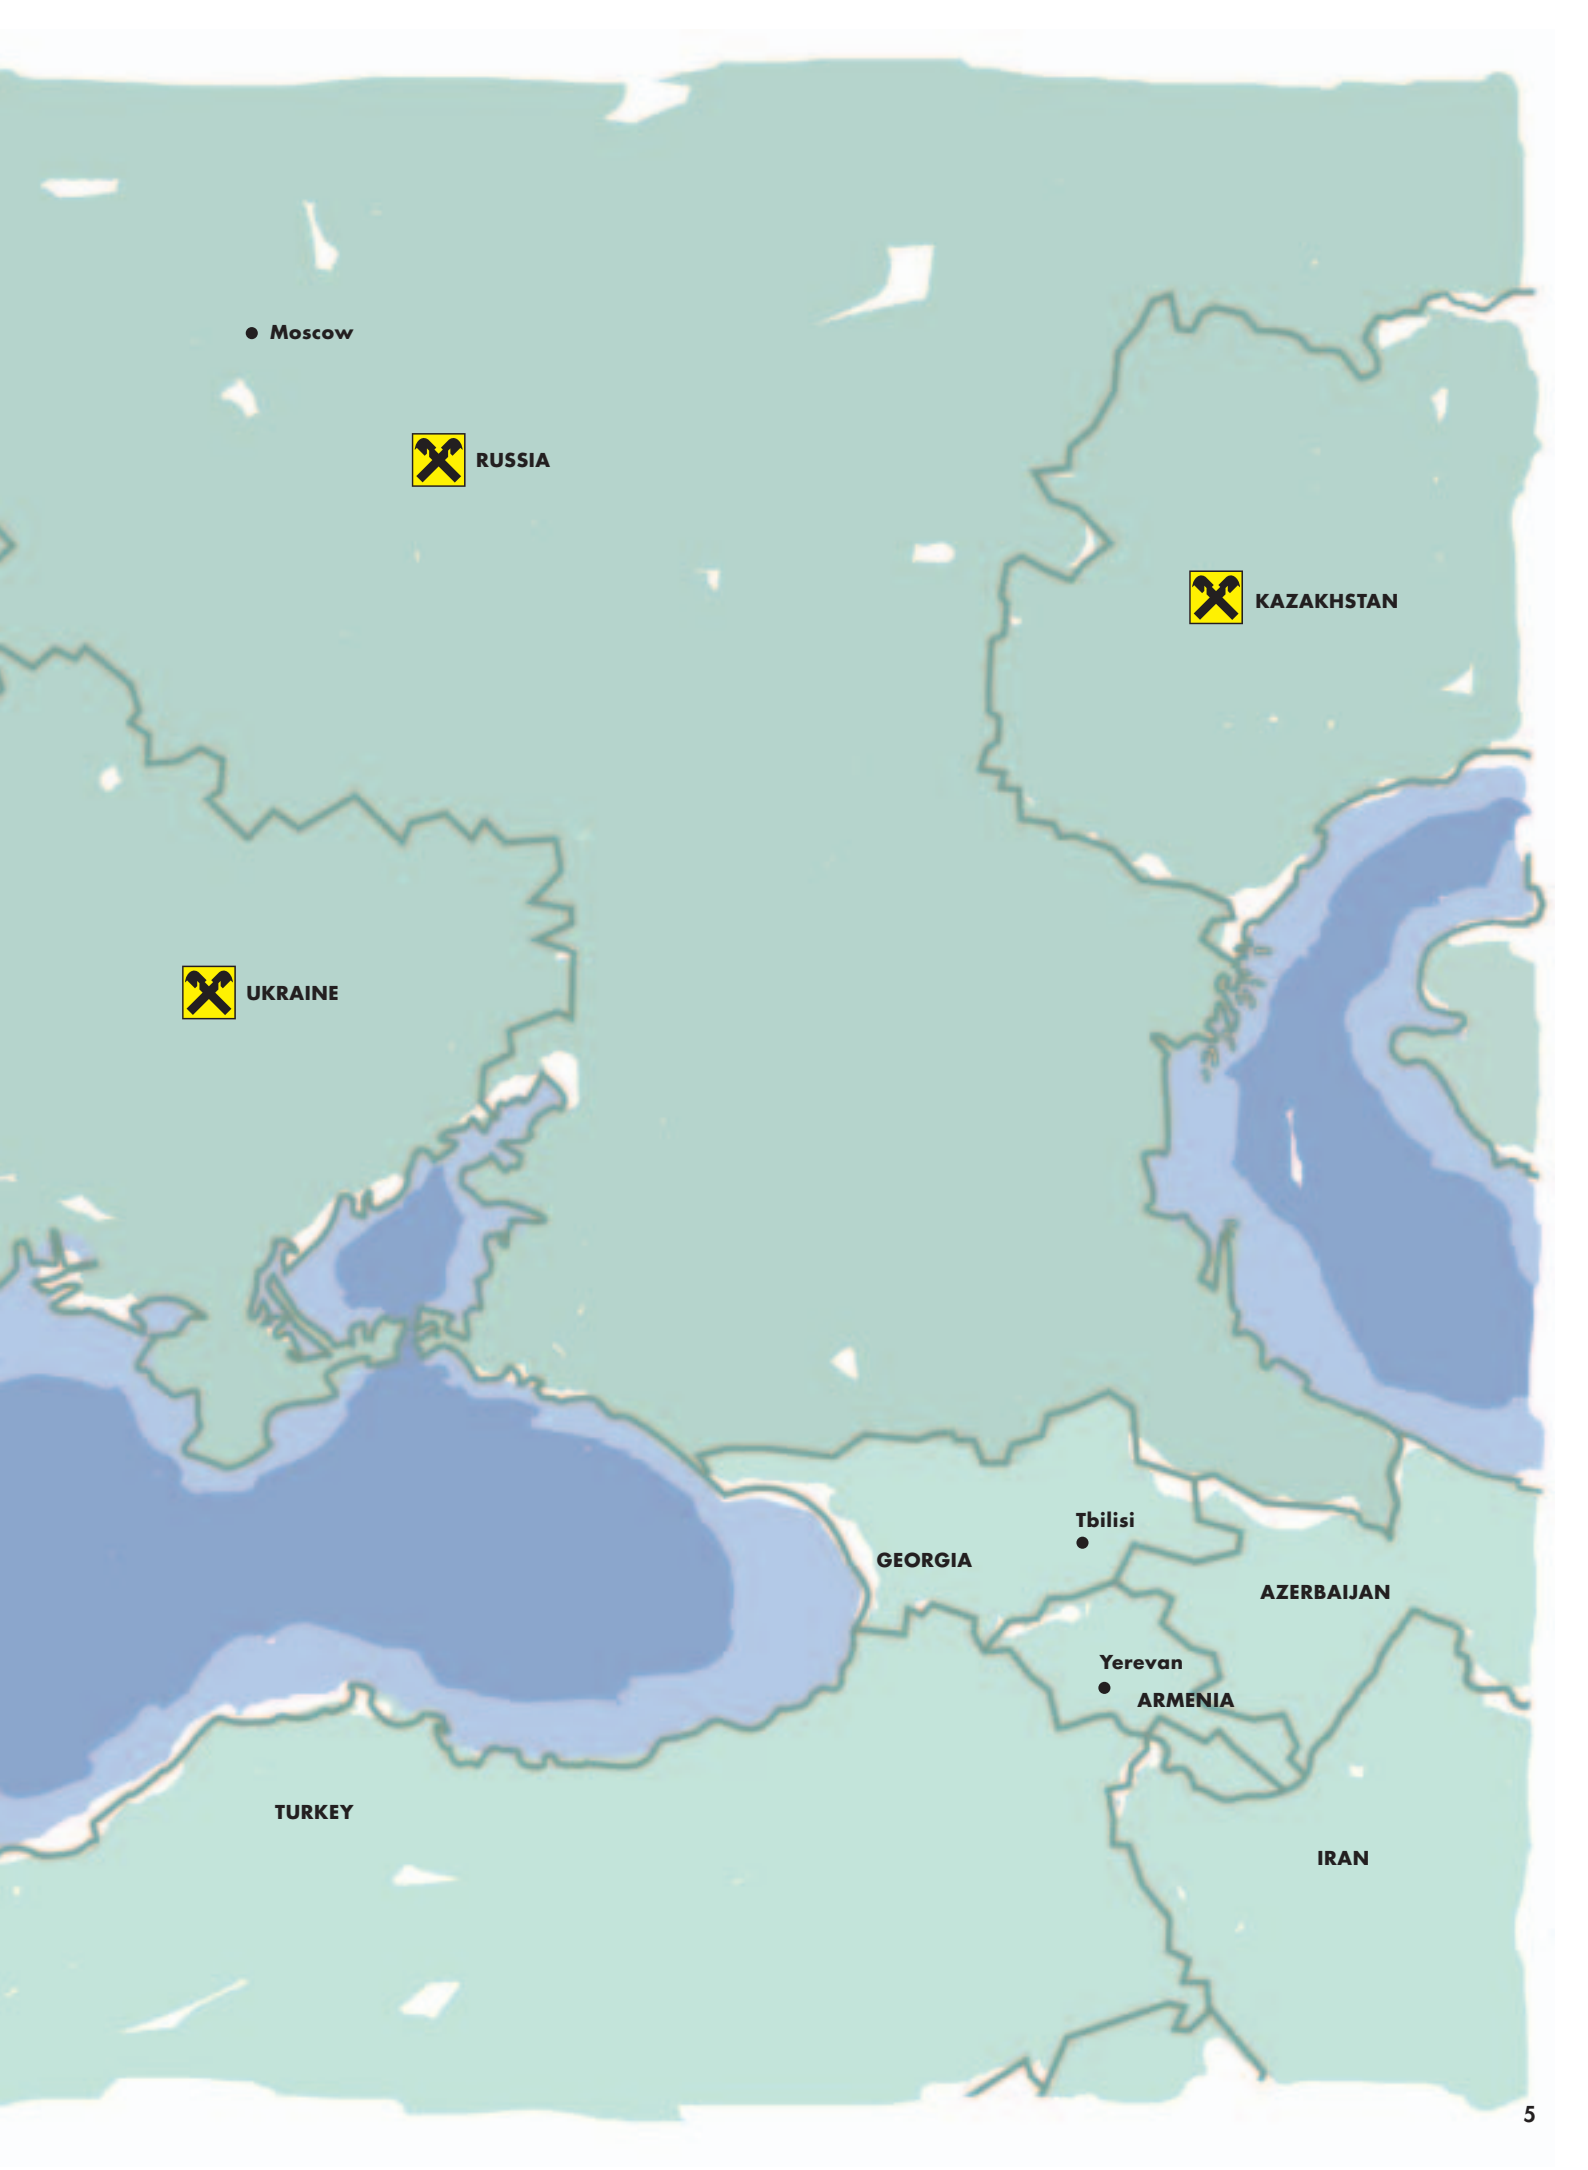 Moscow
RUSSIA
KAZAKHSTAN
UKRAINE
Tbilisi
GEORGIA
AZERBAIJAN
Yerevan
ARMENIA
TURKEY
IRAN
5